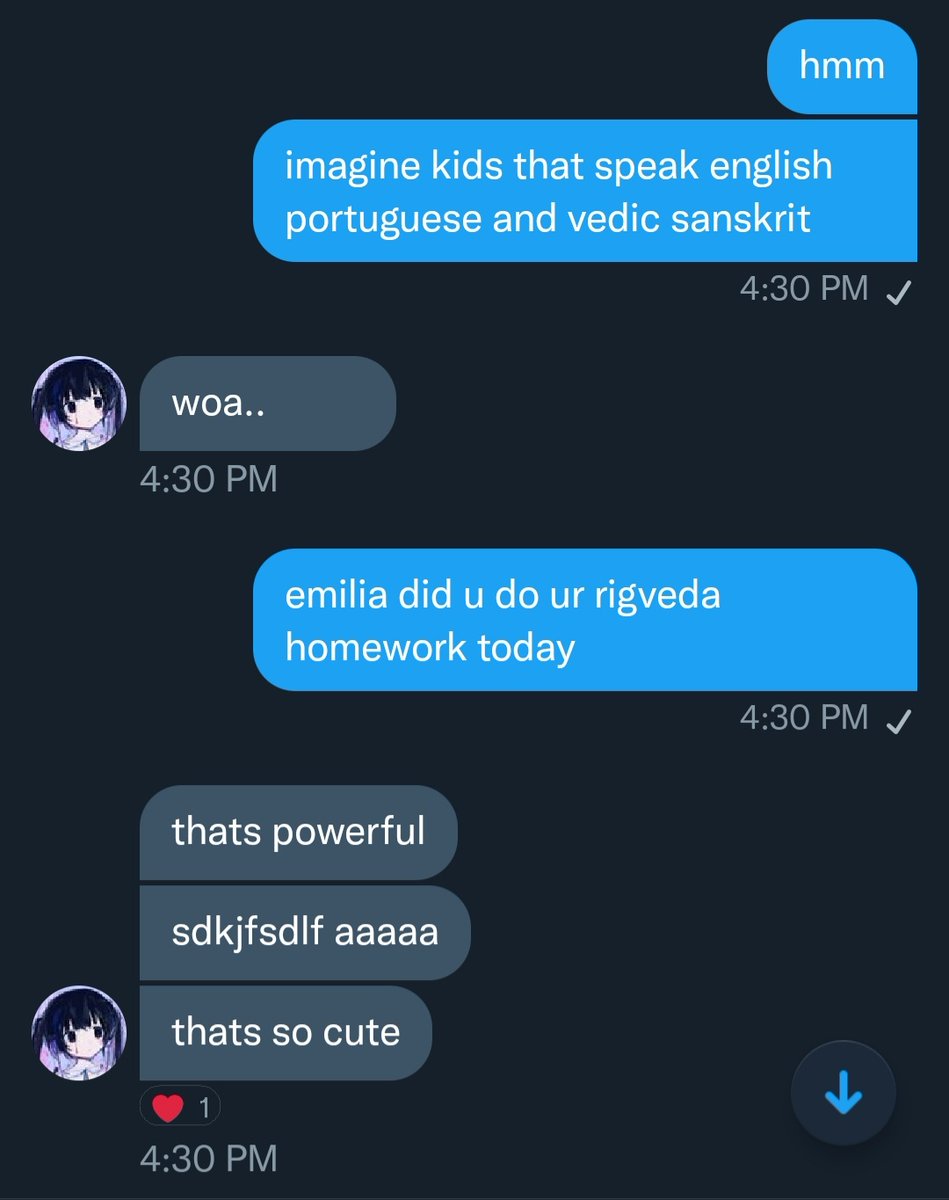 hmm
imagine kids that speak english
portuguese and vedic sanskrit
4:30 PM
woa..
4:30 PM
emilia did u do ur rigveda
homework today
4:30 PM
thats powerful
sdkjfsdlf aaaaa
thats so cute
1
4:30 PM